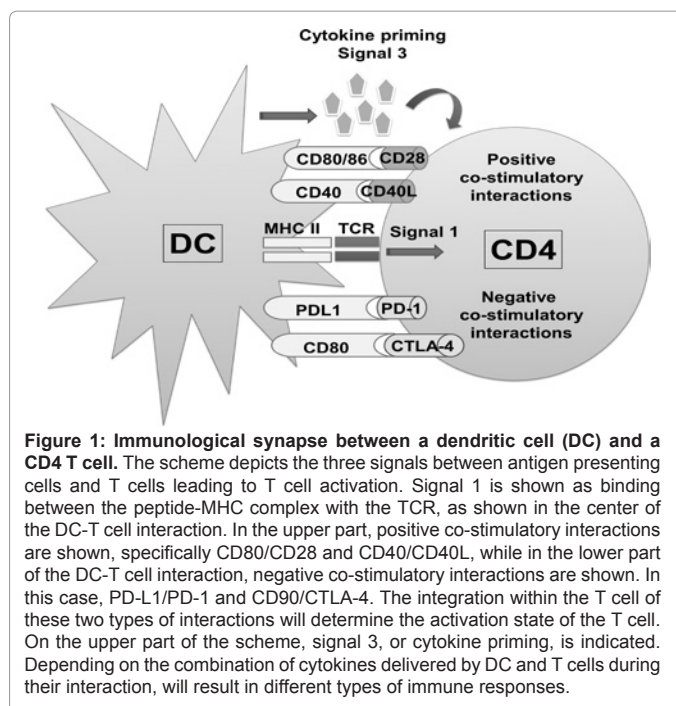 Cytokine priming
Signal 3
CD80/86 CD28
CD40 CD40L
Positive
co-stimulatory
interactions
MHC II TCR Signal 1
DC
CD4
PDL1 PD-1
CD80 CTLA-4
Negative
co-stimulatory
interactions
Figure 1: Immunological synapse between a dendritic cell (DC) and a
CD4 T cell. The scheme depicts the three signals between antigen presenting
cells and T cells leading to T cell activation. Signal 1 is shown as binding
between the peptide-MHC complex with the TCR, as shown in the center of
the DC-T cell interaction. In the upper part, positive co-stimulatory interactions
are shown, specifically CD80/CD28 and CD40/CD40L, while in the lower part
of the DC-T cell interaction, negative co-stimulatory interactions are shown. In
this case, PD-L1/PD-1 and CD90/CTLA-4. The integration within the T cell of
these two types of interactions will determine the activation state of the T cell.
On the upper part of the scheme, signal 3, or cytokine priming, is indicated.
Depending on the combination of cytokines delivered by DC and T cells during
their interaction, will result in different types of immune responses.